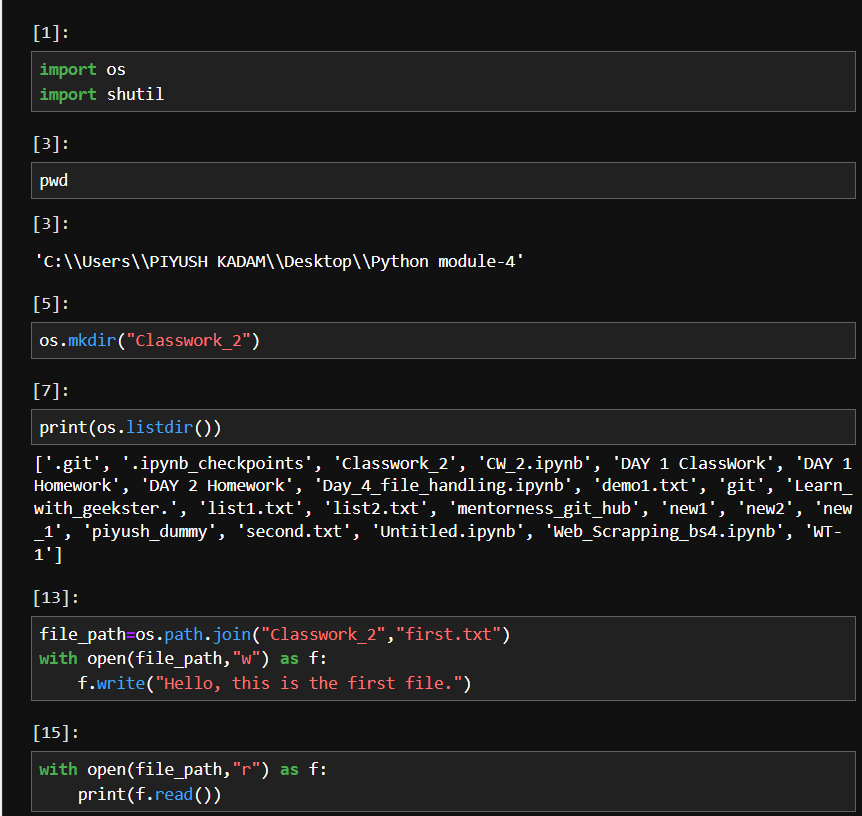 [1]:
import os
import shutil
[3]:
pwd
[3]:
'C:\\Users\\PIYUSH KADAM\\Desktop\\Python module-4'
[5]:
os.mkdir("Classwork_2")
[7]:
print(os.listdir())
['.git', '.ipynb_checkpoints', 'Classwork_2', 'CW_2.ipynb', 'DAY 1 ClassWork', 'DAY 1
Homework', 'DAY 2 Homework', 'Day_4_file_handling.ipynb', 'demo1.txt', 'git', 'Learn_
with_geekster.', 'list1.txt', 'list2.txt', 'mentorness_git_hub', 'new1', 'new2', 'new
_1', 'piyush_dummy', 'second.txt', 'Untitled.ipynb', 'Web_Scrapping_bs4.ipynb', 'WT-
1']
[13]:
file_path=os.path.join("Classwork_2","first.txt")
with open(file_path,"w") as f:
    f.write("Hello, this is the first file.")
[15]:
with open(file_path,"r") as f:
    print(f.read())